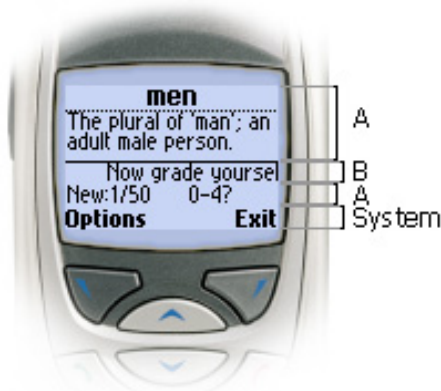 men
The plural of 'man'; an
adult male person.
Now grade yoursel
New:1/50 0-4?
Options Exit
A
B
A
System